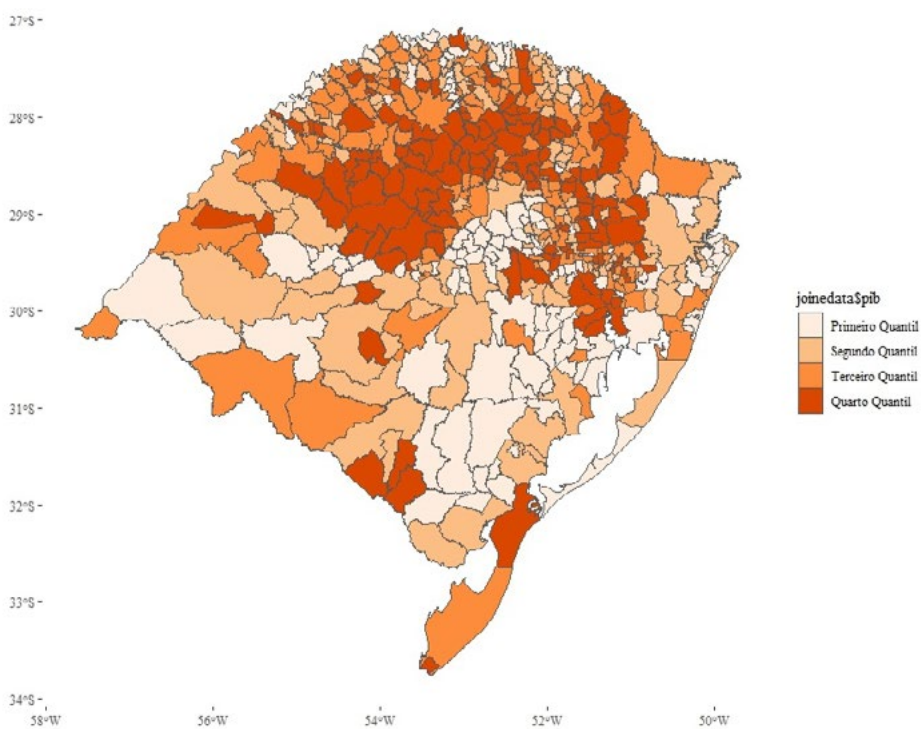 27°S
28°S
29°S
30°S
31°S
32°S
33°S
34°S
58°W 56°W 54°W 52°W 50°W
joinedata$pib
Primeiro Quantil
Segundo Quantil
Terceiro Quantil
Quarto Quantil